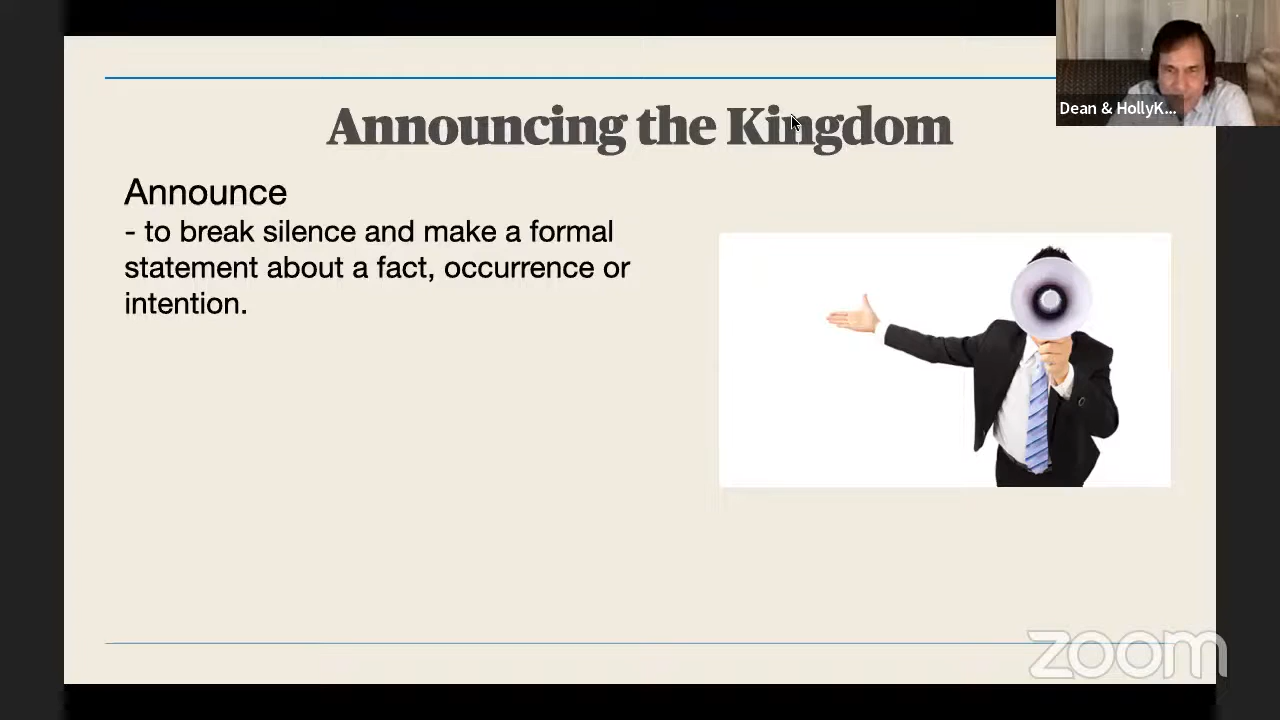 Announcing the Kingdom
Dean & HollyK...
Announce
- to break silence and make a formal
statement about a fact, occurrence or
intention.
zoom